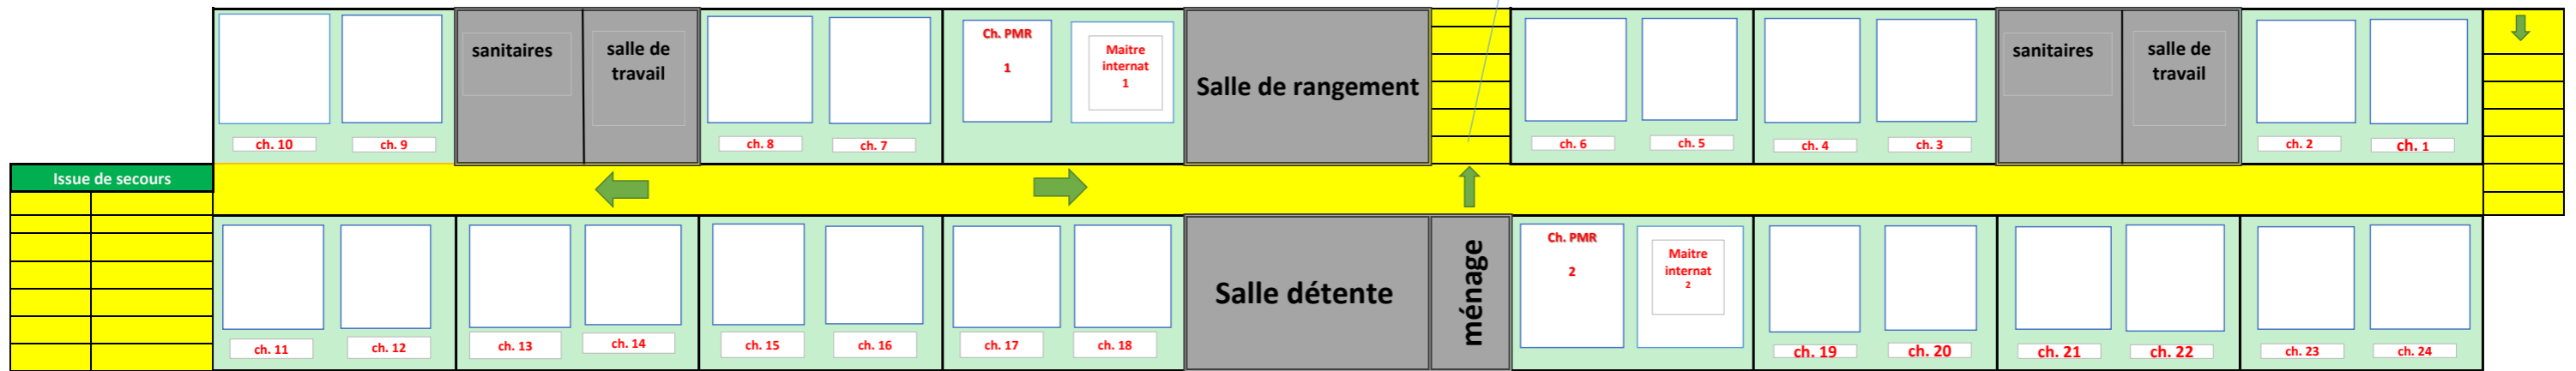 ch. 10
ch. 9
sanitaires
salle de
travail
ch. 8
ch. 7
Ch. PMR
1
Maitre
internat
1
Salle de rangement
ch. 6
ch. 5
ch. 4
ch. 3
sanitaires
salle de
travail
ch. 2
ch. 1
Issue de secours
ch. 11
ch. 12
ch. 13
ch. 14
ch. 15
ch. 16
ch. 17
ch. 18
Salle détente
ménage
Ch. PMR
2
Maitre
internat
2
ch. 19
ch. 20
ch. 21
ch. 22
ch. 23
ch. 24